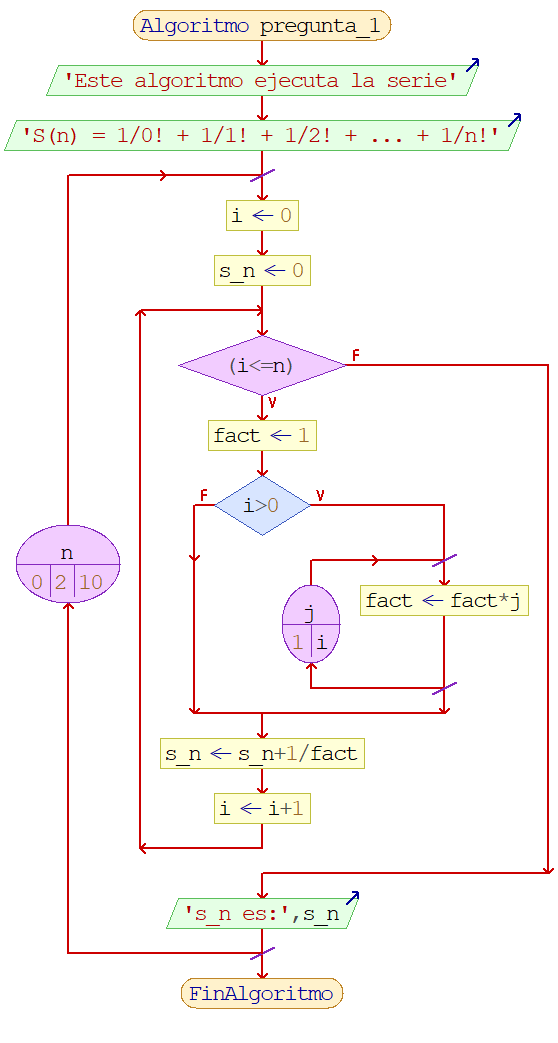 Algoritmo pregunta_1
'Este algoritmo ejecuta la serie'
'S(n) = 1/0! + 1/1! + 1/2! + ... + 1/n!'
i ← 0
s_n ← 0
(i<=n)
F
V
fact ← 1
i>0
F
V
n
0 2 10
fact ← fact*j
j
1 i
s_n ← s_n+1/fact
i ← i+1
's_n es:',s_n
FinAlgoritmo